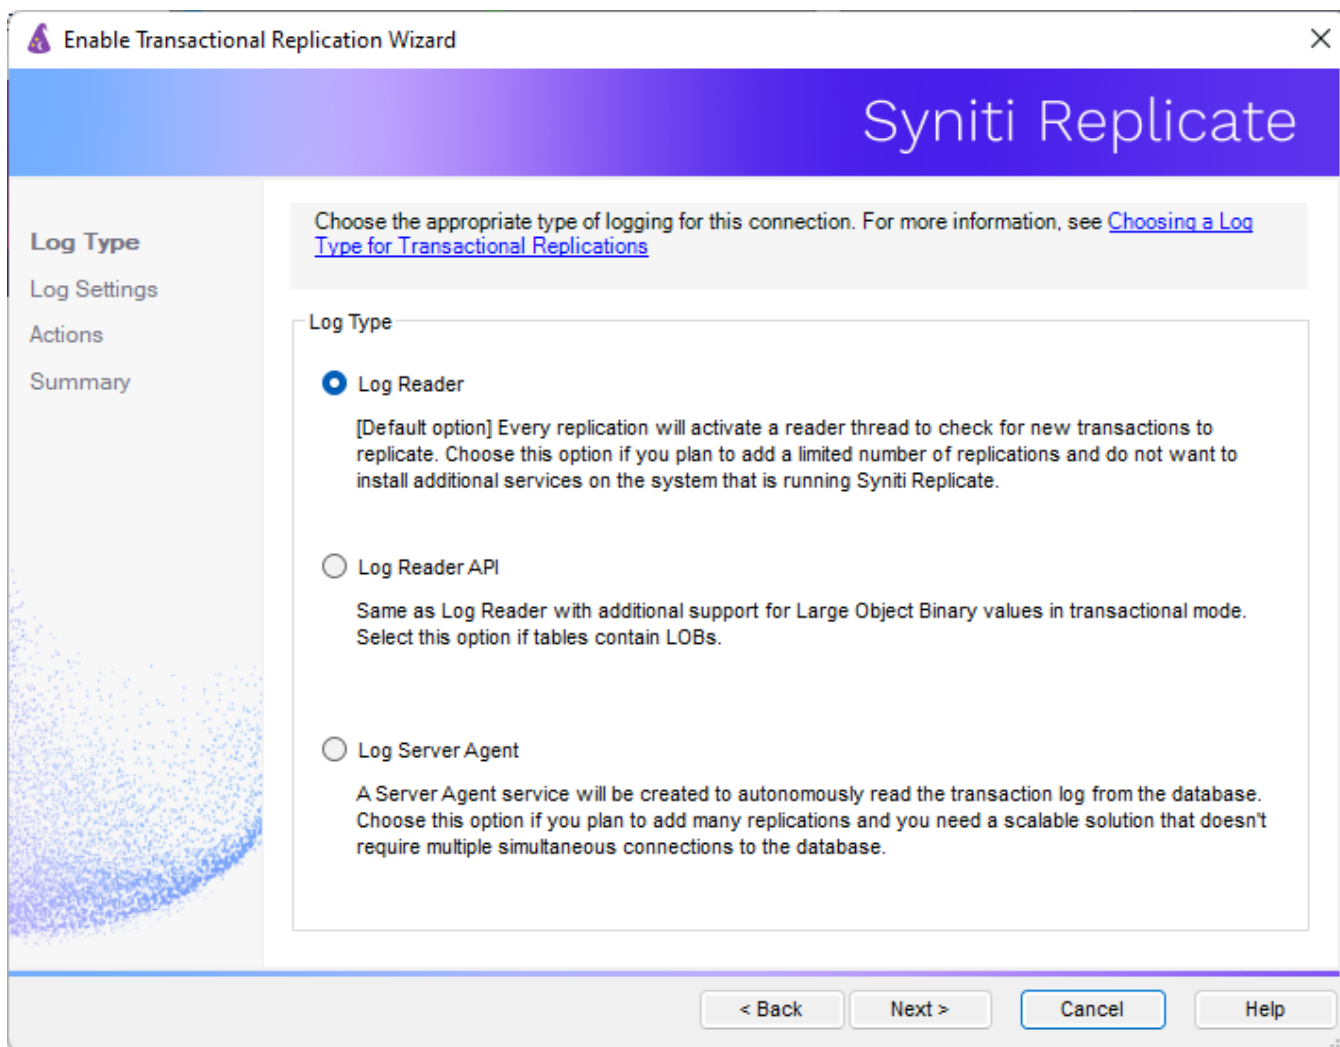 Enable Transactional Replication Wizard
Syniti Replicate
Log Type
Log Settings
Actions
Summary
Choose the appropriate type of logging for this connection. For more information, see Choosing a Log
Type for Transactional Replications
Log Type
Log Reader
[Default option] Every replication will activate a reader thread to check for new transactions to
replicate. Choose this option if you plan to add a limited number of replications and do not want to
install additional services on the system that is running Syniti Replicate.
Log Reader API
Same as Log Reader with additional support for Large Object Binary values in transactional mode.
Select this option if tables contain LOBs.
Log Server Agent
A Server Agent service will be created to autonomously read the transaction log from the database.
Choose this option if you plan to add many replications and you need a scalable solution that doesn't
require multiple simultaneous connections to the database.
< Back
Next >
Cancel
Help